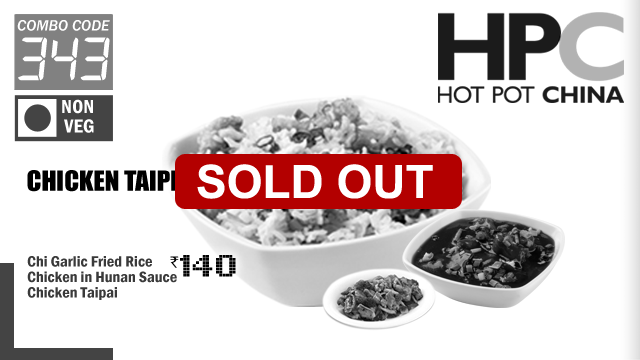 COMBO CODE
343
NON
VEG
HPC
HOT POT CHINA
CHICKEN
SOLD OUT
Chi Garlic Fried Rice
Chicken in Hunan Sauce
Chicken Taipai
₹140